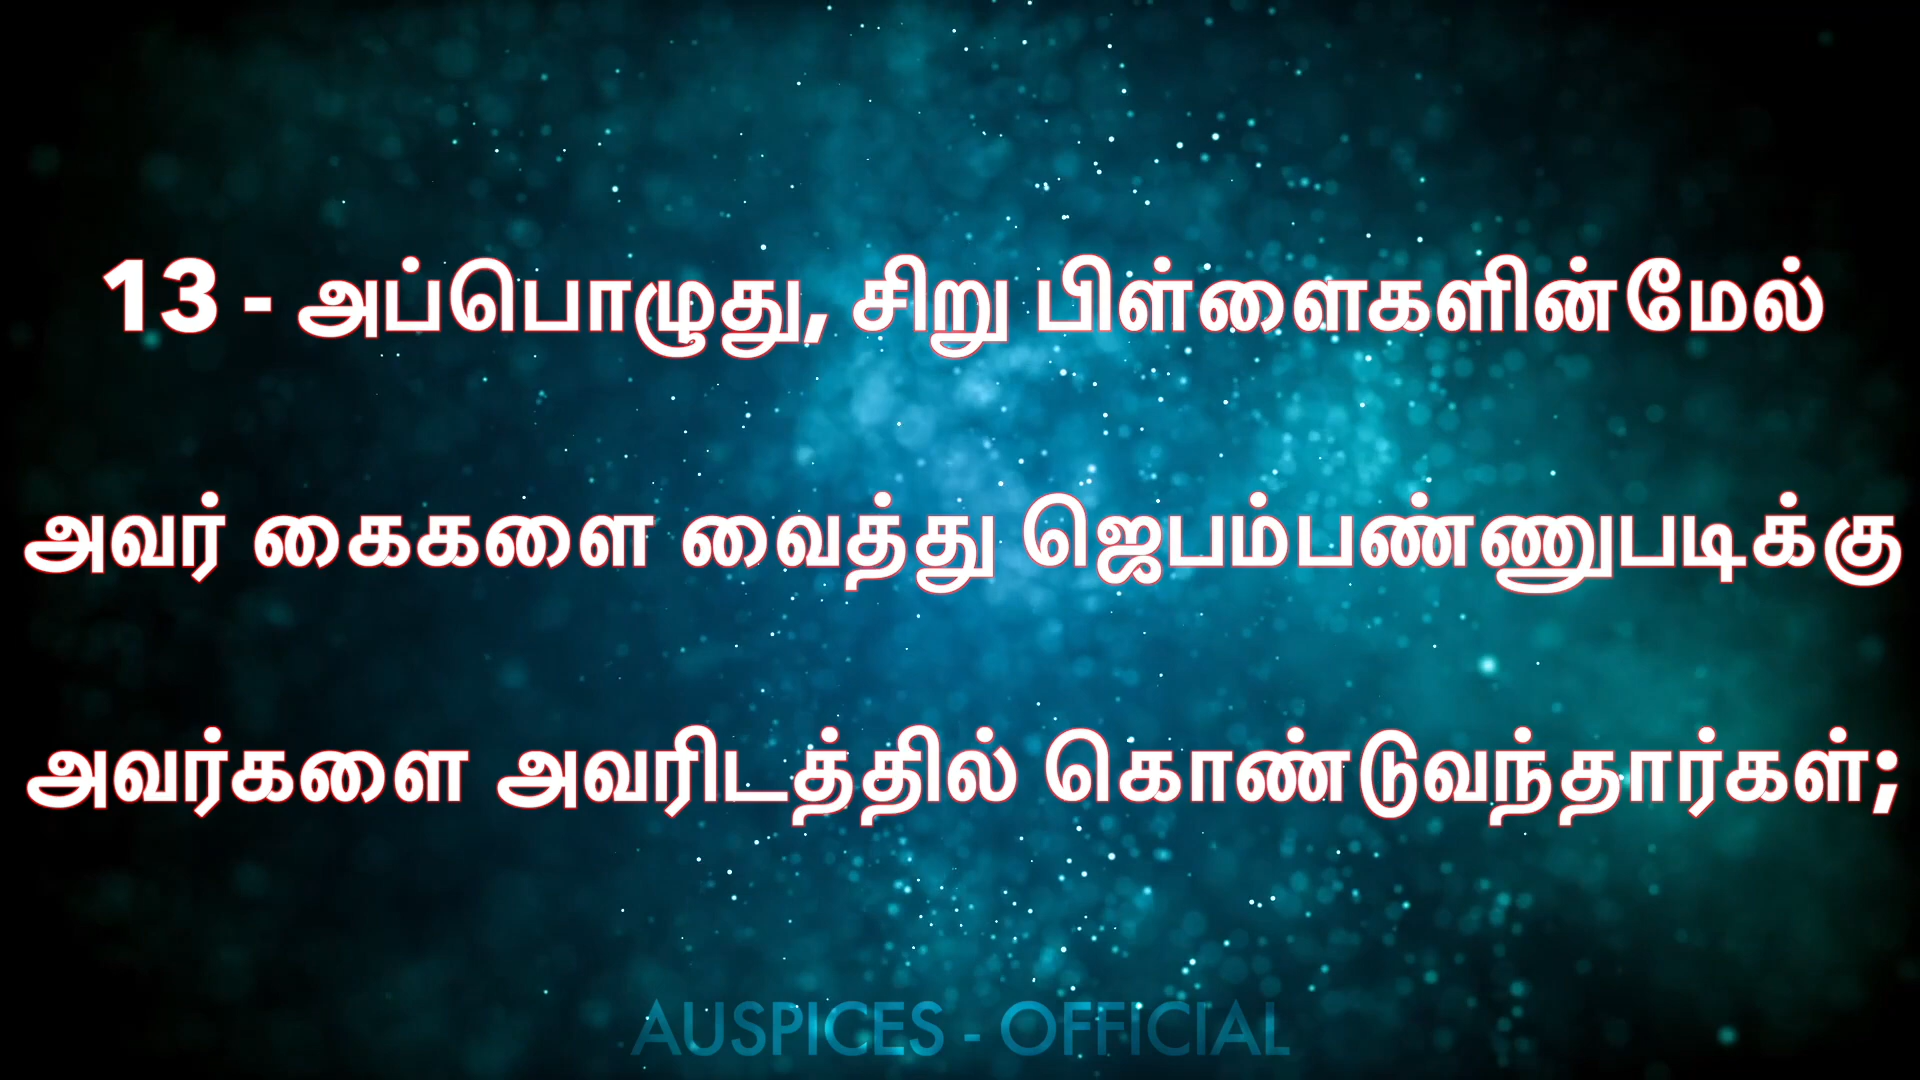 13 - அப்பொழுது, சிறு பிள்ளைகளின்மேல்
அவர் கைகளை வைத்து ஜெபம்பண்ணுபடிக்கு
அவர்களை அவரிடத்தில் கொண்டுவந்தார்கள்;
AUSPICES - OFFICIAL